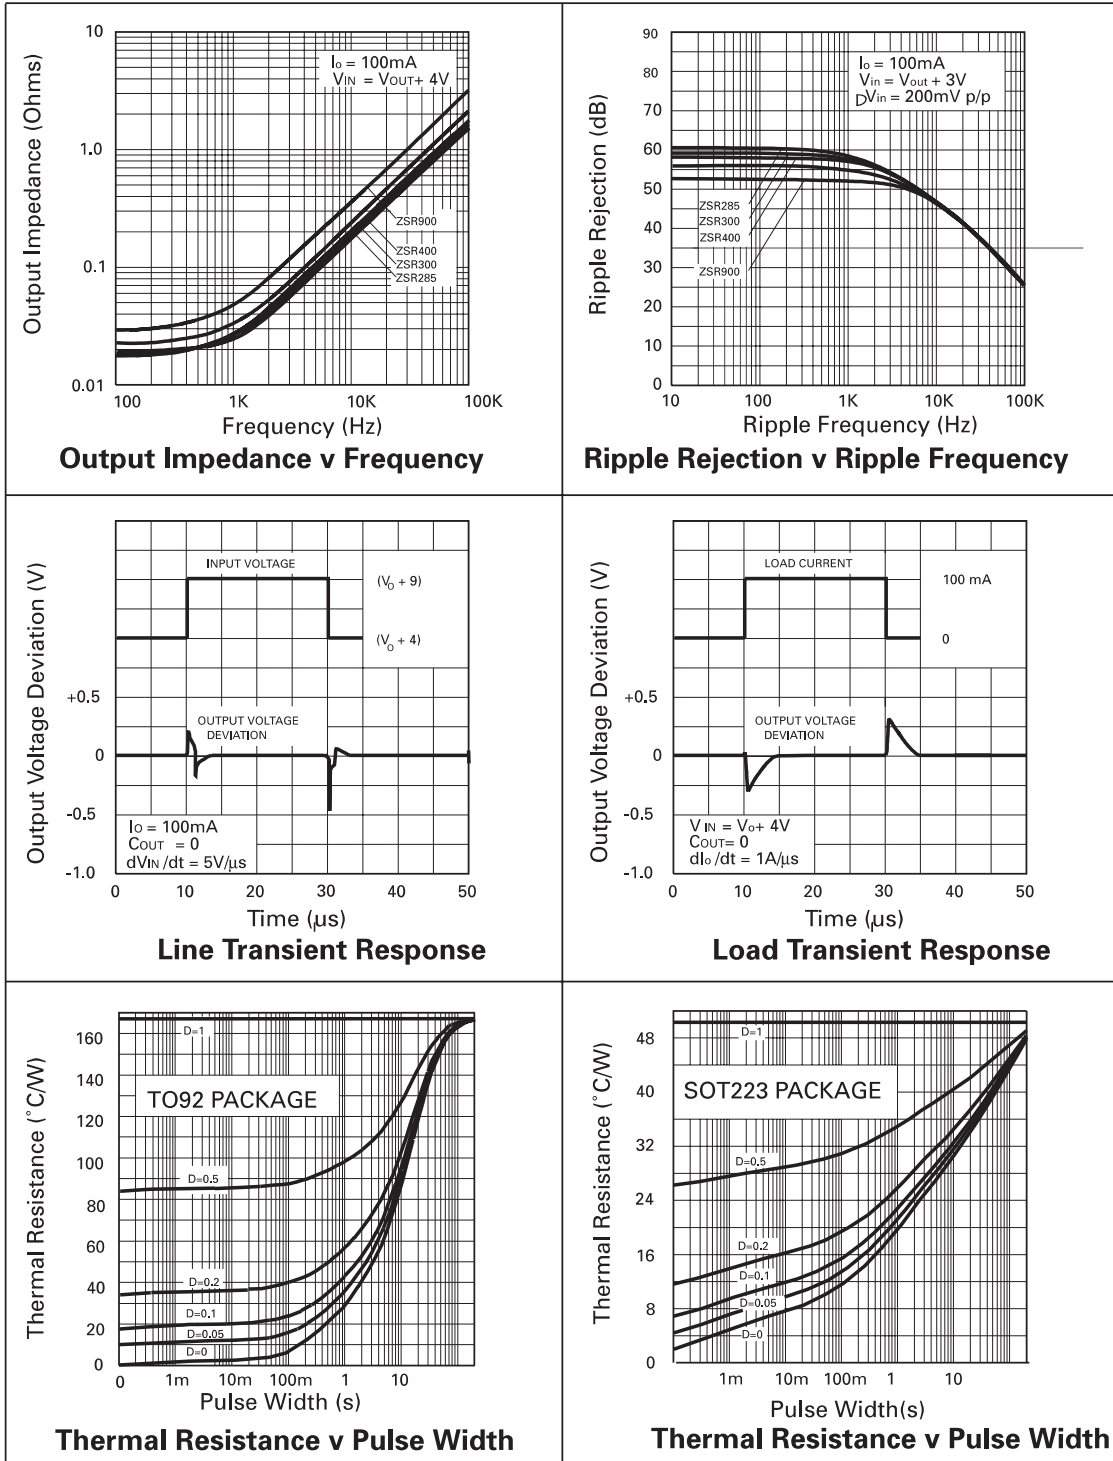 10
1.0
0.1
0.01
Output Impedance (Ohms)
Io = 100mA
VIN = VOUT+ 4V
ZSR900
ZSR400
ZSR300
ZSR285
100 1K 10K 100K
Frequency (Hz)
Output Impedance v Frequency
90
80
70
60
50
40
30
20
10
0
Ripple Rejection (dB)
Io = 100mA
Vin = Vout + 3V
DVin = 200mV p/p
ZSR285
ZSR300
ZSR400
ZSR900
10 100 1K 10K 100K
Ripple Frequency (Hz)
Ripple Rejection v Ripple Frequency
Output Voltage Deviation (V)
INPUT VOLTAGE
(VO + 9)
(VO + 4)
+0.5
0
-0.5
-1.0
OUTPUT VOLTAGE
DEVIATION
IO = 100mA
COUT = 0
dVIN/dt = 5V/µs
0 10 20 30 40 50
Time (µs)
Line Transient Response
Output Voltage Deviation (V)
LOAD CURRENT
100 mA
0
+0.5
0
-0.5
-1.0
OUTPUT VOLTAGE
DEVIATION
V IN = Vo+ 4V
COUT= 0
dIo/dt = 1A/µs
0 10 20 30 40 50
Time (µs)
Load Transient Response
Thermal Resistance (°C/W)
160
140
120
100
80
60
40
20
0
D=1
TO92 PACKAGE
D=0.5
D=0.2
D=0.1
D=0.05
D=0
0 1m 10m 100m 1 10
Pulse Width (s)
Thermal Resistance v Pulse Width
Thermal Resistance (°C/W)
48
40
32
24
16
8
0
D=1
SOT223 PACKAGE
D=0.5
D=0.2
D=0.1
D=0.05
D=0
1m 10m 100m 1 10
Pulse Width(s)
Thermal Resistance v Pulse Width